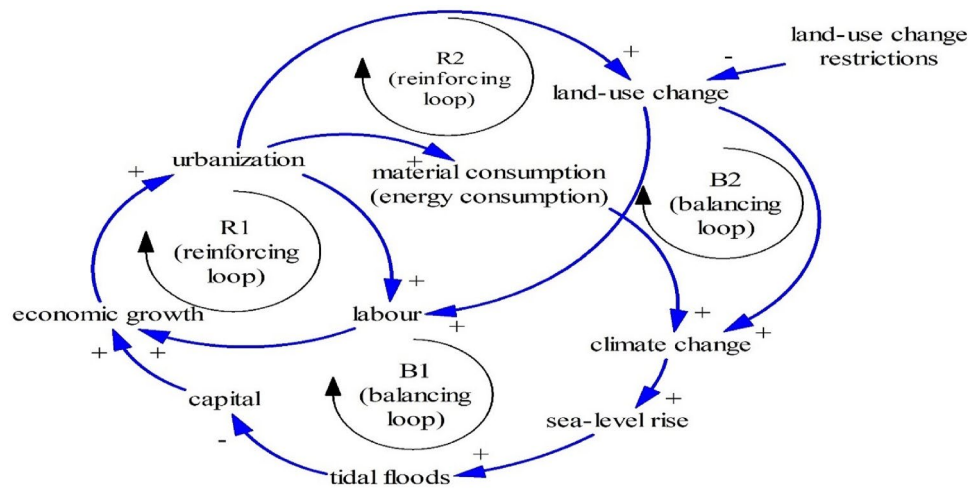 R2
(reinforcing
loop)
+
-
land-use change
restrictions
land-use change
urbanization
+
+
material consumption
(energy consumption)
B2
(balancing
loop)
R1
(reinforcing
loop)
+
+
economic growth
labour
+
+
climate change
+
+
+
B1
(balancing
loop)
capital
+
sea-level rise
-
+
tidal floods